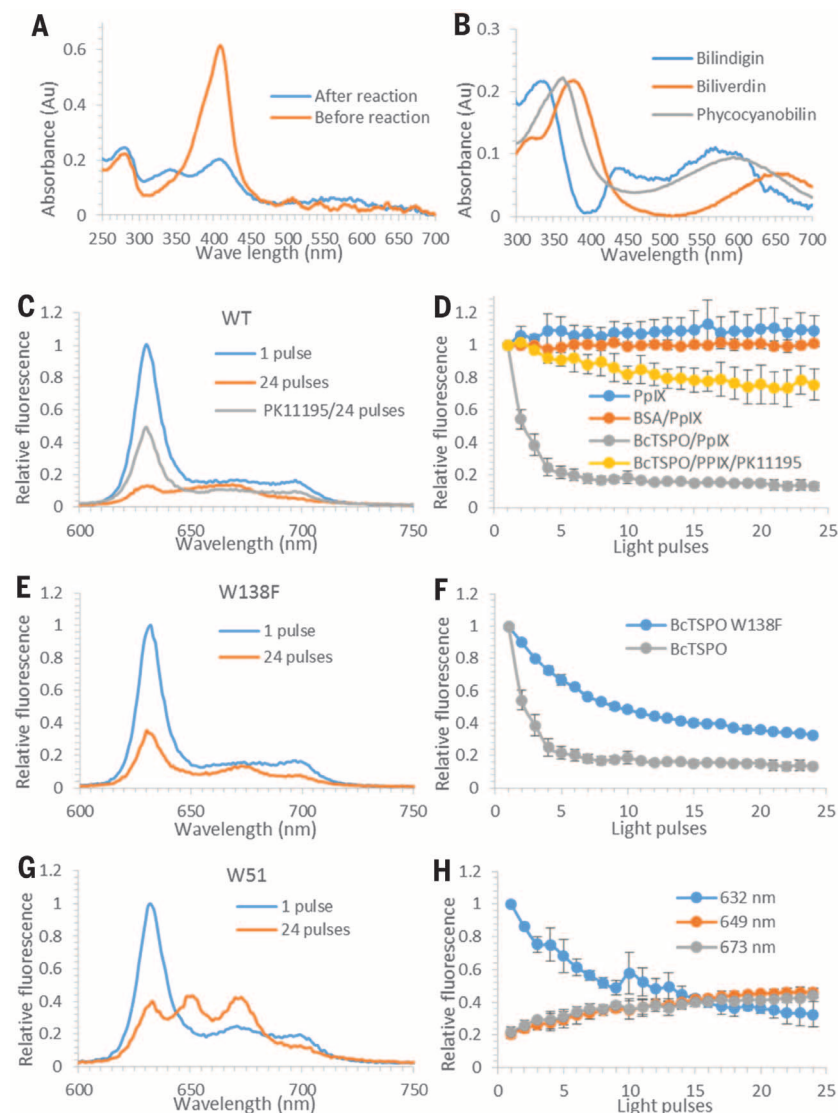 A
Absorbance (Au)
0.6
0.4
0.2
0
After reaction
Before reaction
250 300 350 400 450 500 550 600 650 700
Wave length (nm)
B
Absorbance (Au)
0.2
0.1
0
Bilindigin
Biliverdin
Phycocyanobilin
300 350 400 450 500 550 600 650 700
Wavelength (nm)
C
WT
Relative fluorescence
1.2
1
0.8
0.6
0.4
0.2
0
1 pulse
24 pulses
PK11195/24 pulses
600 650 700 750
Wavelength (nm)
D
Relative fluorescence
1.2
1
0.8
0.6
0.4
0.2
0
PpIX
BSA/PpIX
BcTSPO/PpIX
BcTSPO/PPIX/PK11195
0 5 10 15 20 25
Light pulses
E
W138F
Relative fluorescence
1.2
1
0.8
0.6
0.4
0.2
0
1 pulse
24 pulses
600 650 700 750
Wavelength (nm)
F
Relative fluorescence
1.2
1
0.8
0.6
0.4
0.2
0
BcTSPO W138F
BcTSPO
0 5 10 15 20 25
Light pulses
G
W51
Relative fluorescence
1.2
1
0.8
0.6
0.4
0.2
0
1 pulse
24 pulses
600 650 700 750
Wavelength (nm)
H
Relative fluorescence
1.2
1
0.8
0.6
0.4
0.2
0
632 nm
649 nm
673 nm
0 5 10 15 20 25
Light pulses